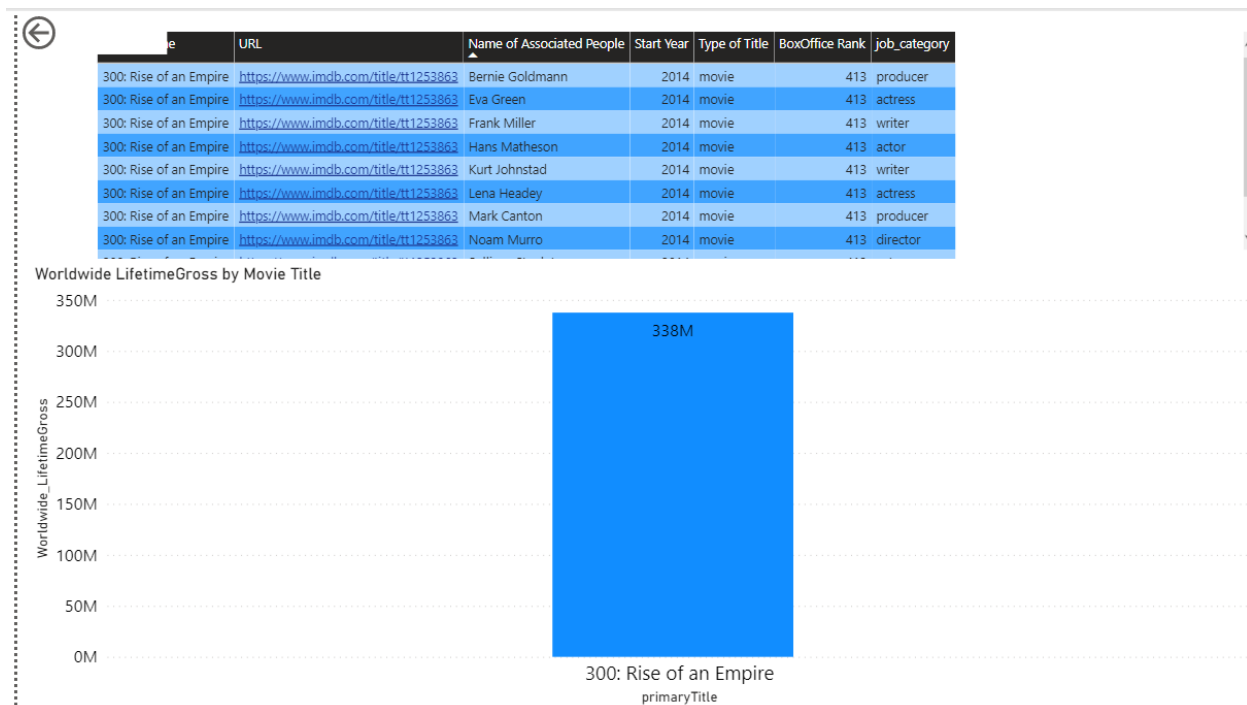 e URL Name of Associated People Start Year Type of Title BoxOffice Rank job_category
300: Rise of an Empire https://www.imdb.com/title/tt1253863 Bernie Goldmann 2014 movie 413 producer
300: Rise of an Empire https://www.imdb.com/title/tt1253863 Eva Green 2014 movie 413 actress
300: Rise of an Empire https://www.imdb.com/title/tt1253863 Frank Miller 2014 movie 413 writer
300: Rise of an Empire https://www.imdb.com/title/tt1253863 Hans Matheson 2014 movie 413 actor
300: Rise of an Empire https://www.imdb.com/title/tt1253863 Kurt Johnstad 2014 movie 413 writer
300: Rise of an Empire https://www.imdb.com/title/tt1253863 Lena Headey 2014 movie 413 actress
300: Rise of an Empire https://www.imdb.com/title/tt1253863 Mark Canton 2014 movie 413 producer
300: Rise of an Empire https://www.imdb.com/title/tt1253863 Noam Murro 2014 movie 413 director
Worldwide LifetimeGross by Movie Title
350M
300M
250M
200M
150M
100M
50M
0M
Worldwide_LifetimeGross
338M
300: Rise of an Empire
primaryTitle